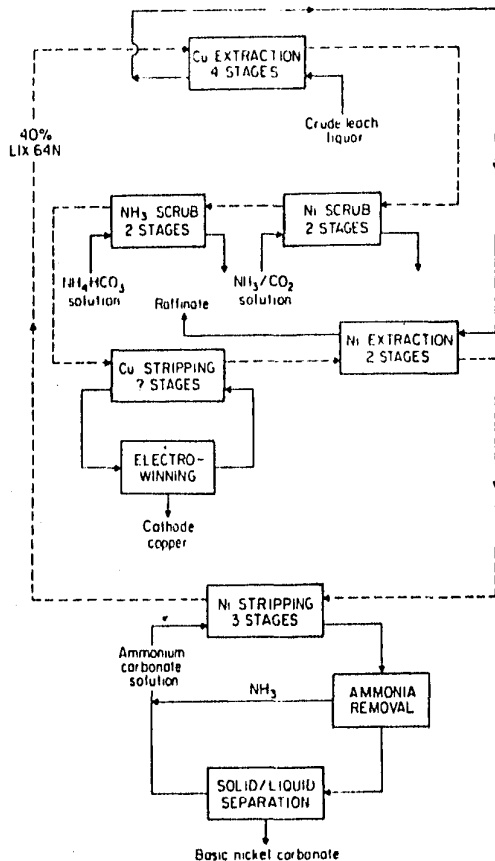 Cu EXTRACTION
4 STAGES
Crude leach
liquor
40%
LIX 64N
NH₃ SCRUB
2 STAGES
Ni SCRUB
2 STAGES
NH₄HCO₃
solution
NH₃/CO₂
solution
Raffinate
Ni EXTRACTION
2 STAGES
Cu STRIPPING
? STAGES
ELECTRO-
WINNING
Cathode
copper
Ni STRIPPING
3 STAGES
Ammonium
carbonate
solution
NH₃
AMMONIA
REMOVAL
SOLID/LIQUID
SEPARATION
Basic nickel carbonate